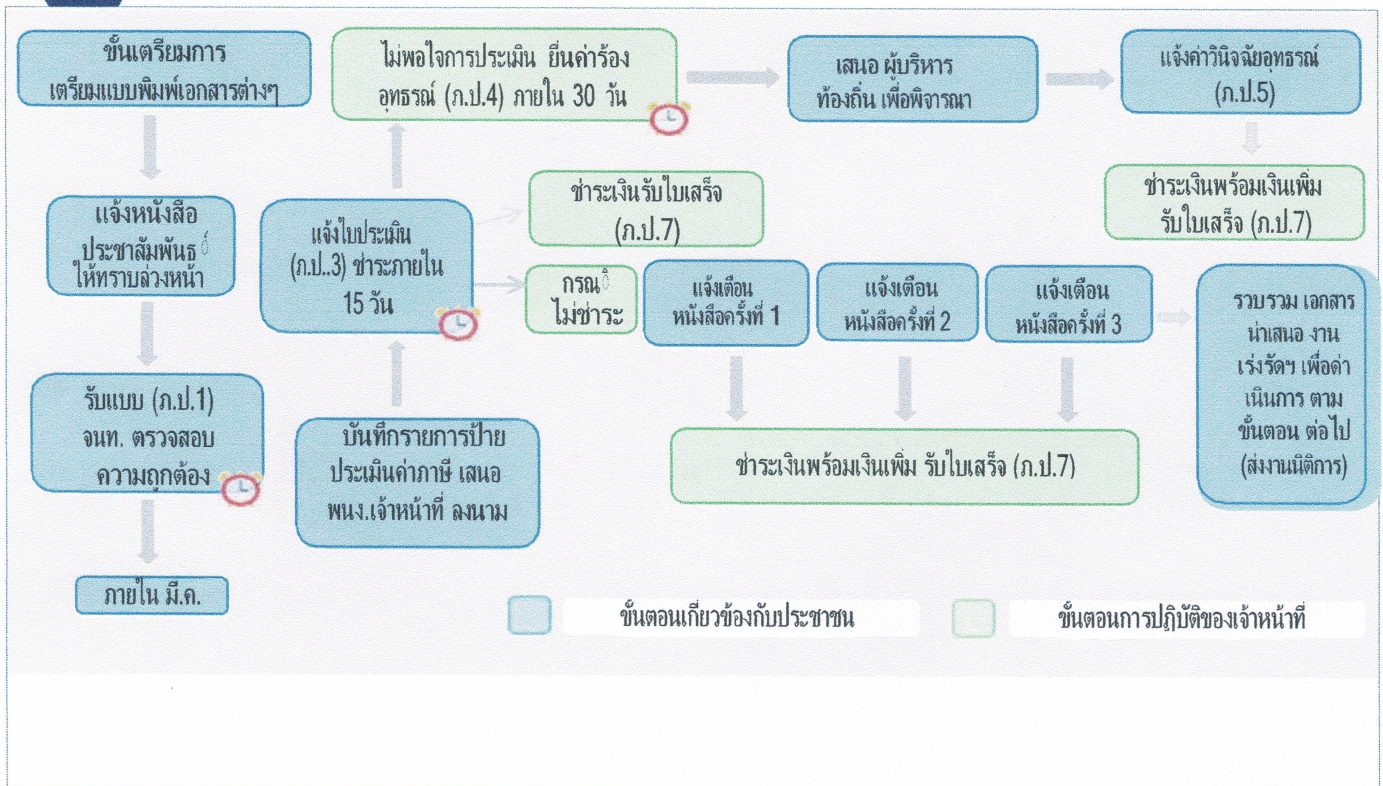 ขั้นเตรียมการ
เตรียมแบบพิมพ์เอกสารต่างๆ
แจ้งหนังสือ
ประชาสัมพันธ์
ให้ทราบล่วงหน้า
รับแบบ (ภ.ป.1)
จนท. ตรวจสอบ
ความถูกต้อง
ภายใน มี.ค.
บันทึกรายการป้าย
ประเมินค่าภาษี เสนอ
พนง.เจ้าหน้าที่ ลงนาม
แจ้งใบประเมิน
(ภ.ป..3) ชำระภายใน
15 วัน
ไม่พอใจการประเมิน ยื่นคำร้อง
อุทธรณ์ (ภ.ป.4) ภายใน 30 วัน
เสนอ ผู้บริหาร
ท้องถิ่น เพื่อพิจารณา
แจ้งคำวินิจฉัยอุทธรณ์
(ภ.ป.5)
ชำระเงินพร้อมเงินเพิ่ม
รับใบเสร็จ (ภ.ป.7)
ชำระเงินรับใบเสร็จ
(ภ.ป.7)
กรณี
ไม่ชำระ
แจ้งเตือน
หนังสือครั้งที่ 1
แจ้งเตือน
หนังสือครั้งที่ 2
แจ้งเตือน
หนังสือครั้งที่ 3
รวบรวม เอกสาร
นำเสนอ งาน
เร่งรัดฯ เพื่อดำ
เนินการ ตาม
ขั้นตอน ต่อไป
(ส่งงานนิติการ)
ชำระเงินพร้อมเงินเพิ่ม รับใบเสร็จ (ภ.ป.7)
ขั้นตอนเกี่ยวข้องกับประชาชน
ขั้นตอนการปฏิบัติของเจ้าหน้าที่